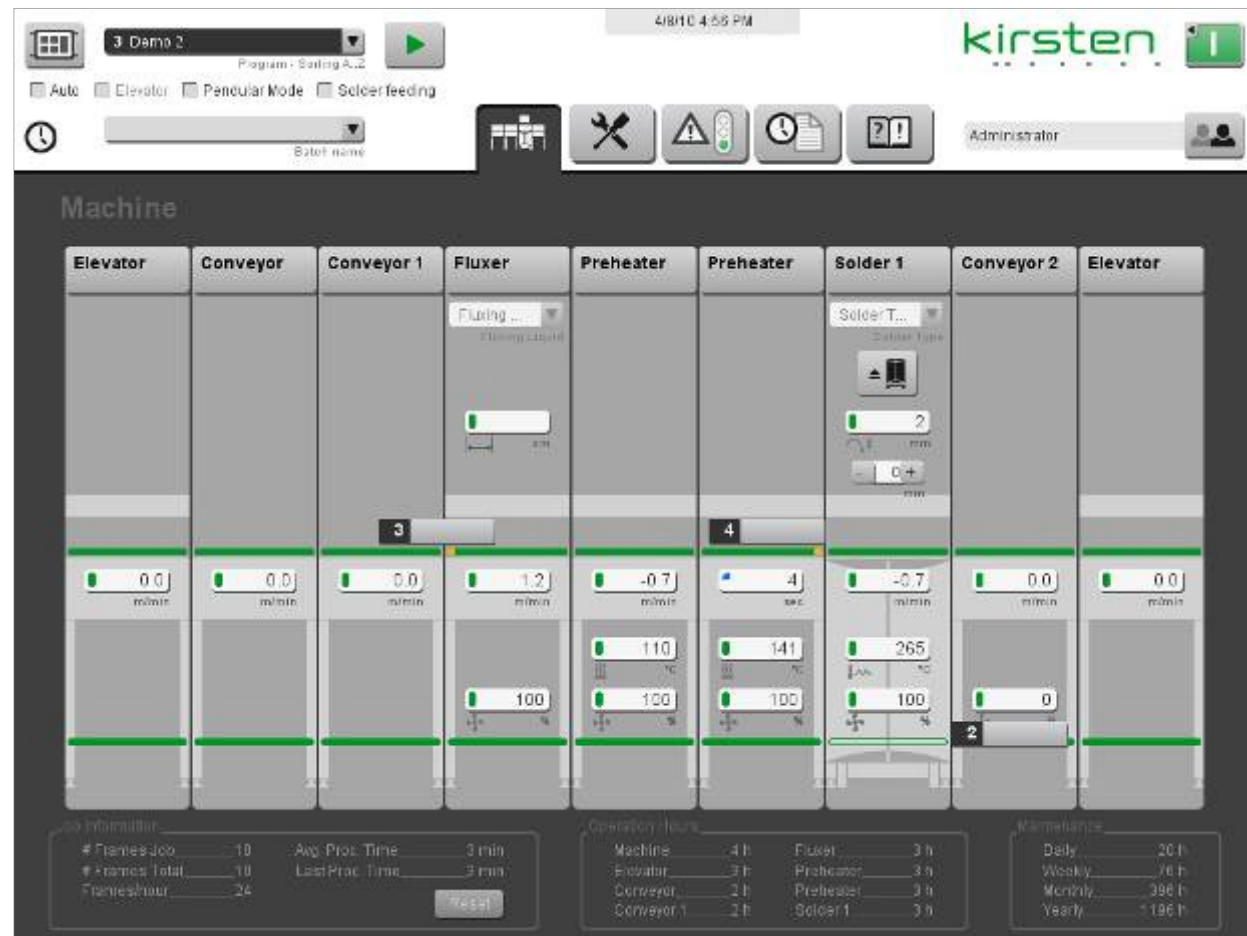 4/8/10 4:56 PM
3 Demo 2
Program - Sorting A..Z
kirsten
Auto Elevator Pendular Mode Solder feeding
Batch name
Administrator
Machine
Elevator Conveyor Conveyor 1 Fluxer Preheater Preheater Solder 1 Conveyor 2 Elevator
Fluxing ... Solder T...
Fluxing Liquid Solder Type
2
mm
- 0 +
mm
3 4
0.0 0.0 0.0 1.2 -0.7 4 -0.7 0.0 0.0
m/min m/min m/min m/min m/min sec m/min m/min m/min
110 141 265
°C °C °C
100 100 100 100 0
% % % %
2
Job Information Operation Hours Maintenance
# Frames Job 10 Avg. Proc. Time 3 min Machine 4 h Fluxer 3 h Daily 20 h
# Frames Total 10 Last Proc. Time 3 min Elevator 3 h Preheater 3 h Weekly 76 h
Frames/hour 24 Conveyor 2 h Preheater 3 h Monthly 396 h
Reset Conveyor 1 2 h Solder 1 3 h Yearly 1196 h